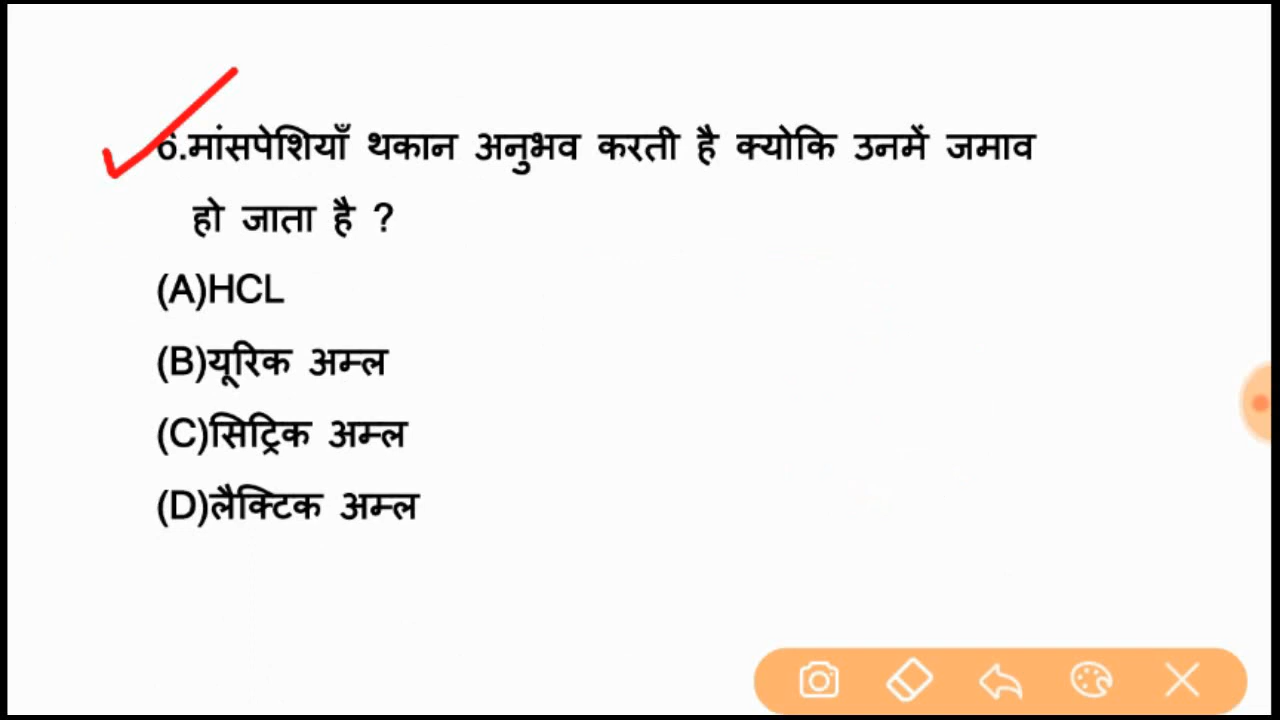 6.मांसपेशियाँ थकान अनुभव करती है क्योकि उनमें जमाव
हो जाता है ?
(A)HCL
(B)यूरिक अम्ल
(C)सिट्रिक अम्ल
(D)लैक्टिक अम्ल